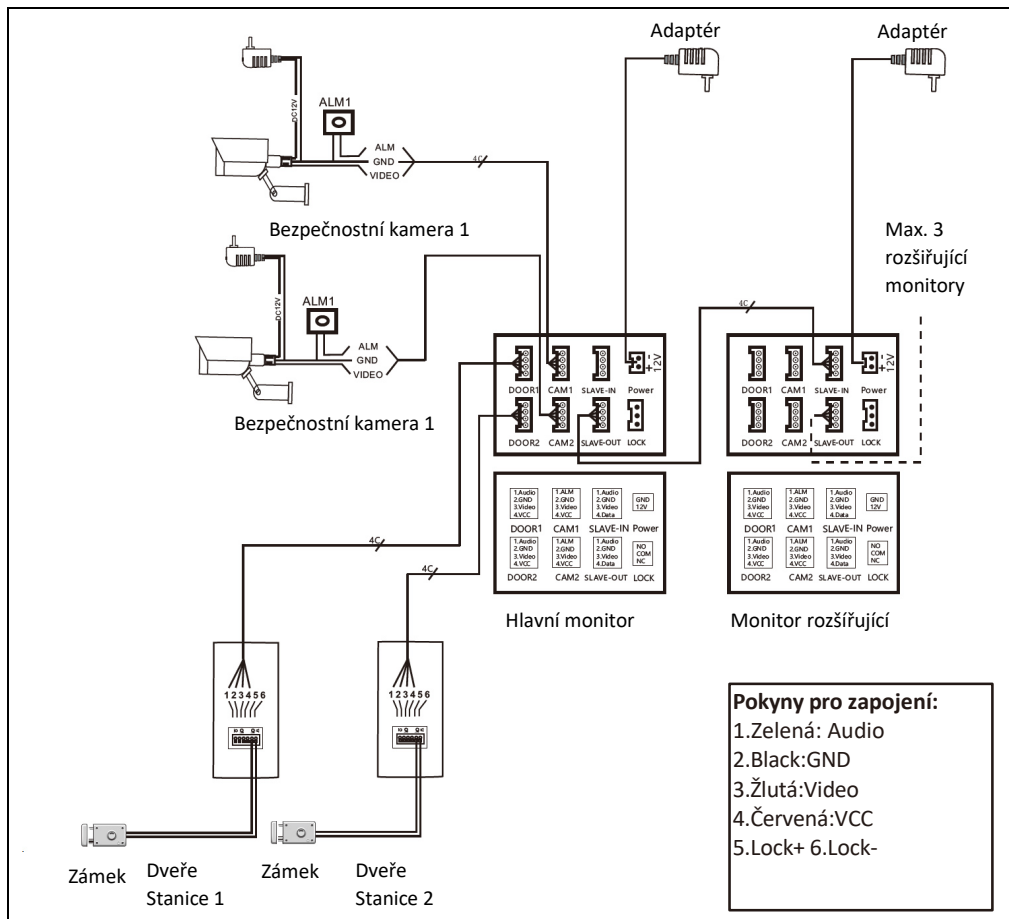 Adaptér
Adaptér
DC12V
ALM1
ALM
GND
VIDEO
4C
Bezpečnostní kamera 1
Max. 3
rozšiřující
monitory
DC12V
ALM1
ALM
GND
VIDEO
4C
Bezpečnostní kamera 1
DOOR1 CAM1 SLAVE-IN Power
- + 12V
DOOR2 CAM2 SLAVE-OUT LOCK
DOOR1 CAM1 SLAVE-IN Power
- + 12V
DOOR2 CAM2 SLAVE-OUT LOCK
1.Audio
2.GND
3.Video
4.VCC
1.ALM
2.GND
3.Video
4.VCC
1.Audio
2.GND
3.Video
4.Data
GND
12V
DOOR1 CAM1 SLAVE-IN Power
1.Audio
2.GND
3.Video
4.VCC
1.ALM
2.GND
3.Video
4.VCC
1.Audio
2.GND
3.Video
4.Data
NO
COM
NC
DOOR2 CAM2 SLAVE-OUT LOCK
1.Audio
2.GND
3.Video
4.VCC
1.ALM
2.GND
3.Video
4.VCC
1.Audio
2.GND
3.Video
4.Data
GND
12V
DOOR1 CAM1 SLAVE-IN Power
1.Audio
2.GND
3.Video
4.VCC
1.ALM
2.GND
3.Video
4.VCC
1.Audio
2.GND
3.Video
4.Data
NO
COM
NC
DOOR2 CAM2 SLAVE-OUT LOCK
4C
4C
Hlavní monitor
Monitor rozšířující
123456
123456
Zámek
Dveře
Stanice 1
Zámek
Dveře
Stanice 2
Pokyny pro zapojení:
1.Zelená: Audio
2.Black:GND
3.Žlutá:Video
4.Červená:VCC
5.Lock+ 6.Lock-